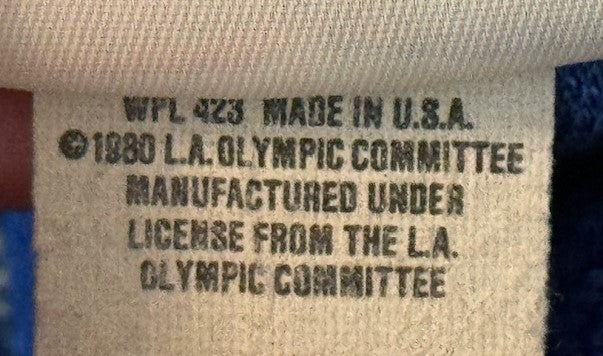 WPL 423 MADE IN U.S.A.
©1980 L.A. OLYMPIC COMMITTEE
MANUFACTURED UNDER
LICENSE FROM THE L.A.
OLYMPIC COMMITTEE